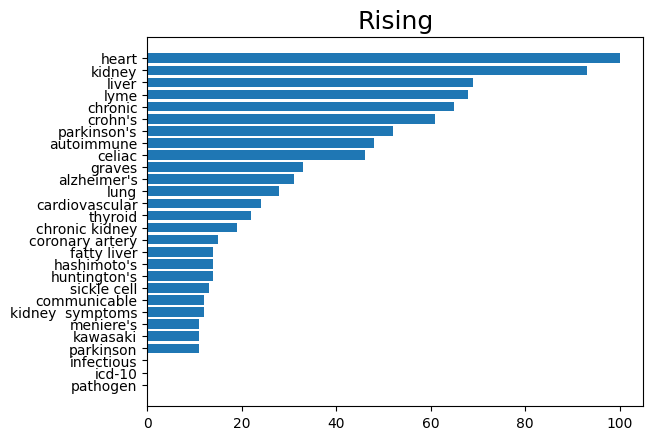 Rising
heart
kidney
liver
lyme
chronic
crohn's
parkinson's
autoimmune
celiac
graves
alzheimer's
lung
cardiovascular
thyroid
chronic kidney
coronary artery
fatty liver
hashimoto's
huntington's
sickle cell
communicable
kidney  symptoms
meniere's
kawasaki
parkinson
infectious
icd-10
pathogen
0 20 40 60 80 100